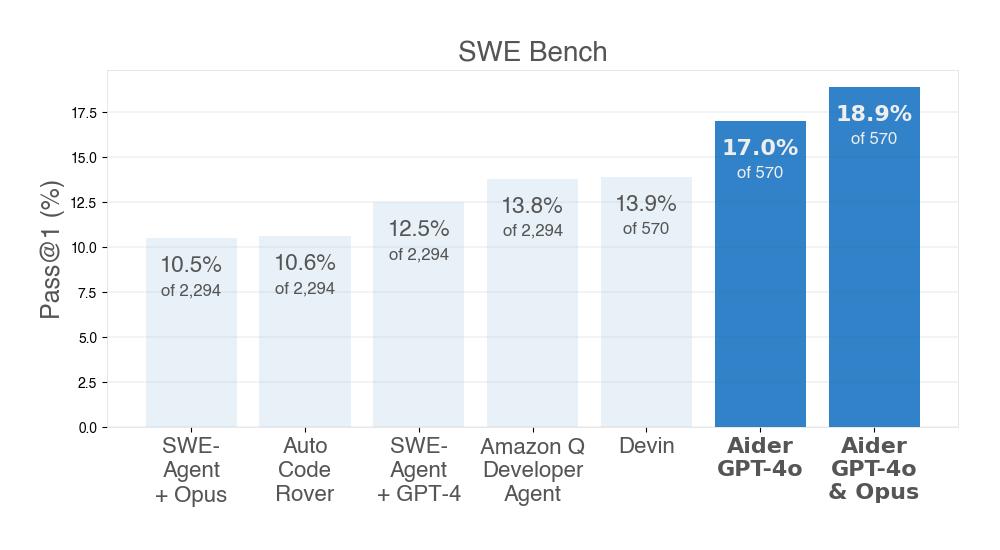 SWE Bench
Pass@1 (%)
17.5
15.0
12.5
10.0
7.5
5.0
2.5
0.0
10.5%
of 2,294
10.6%
of 2,294
12.5%
of 2,294
13.8%
of 2,294
13.9%
of 570
17.0%
of 570
18.9%
of 570
SWE-
Agent
+ Opus
Auto
Code
Rover
SWE-
Agent
+ GPT-4
Amazon Q
Developer
Agent
Devin
Aider
GPT-4o
Aider
GPT-4o
& Opus